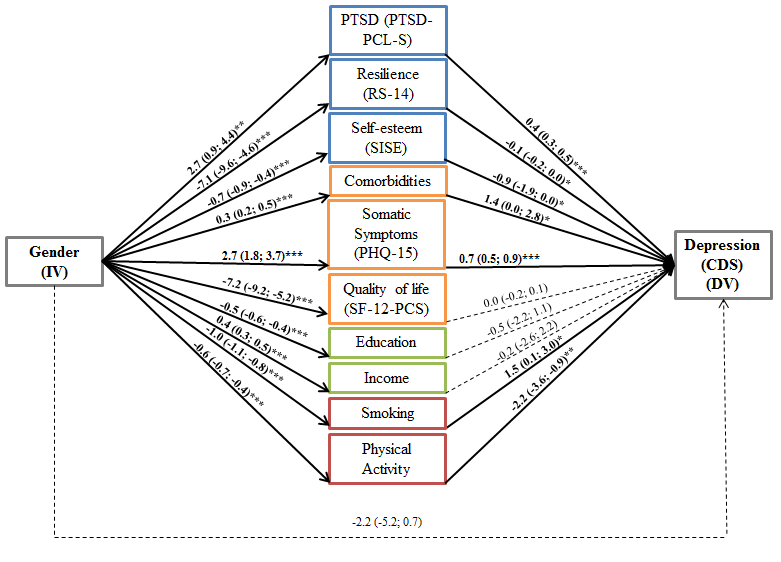 PTSD (PTSD-
PCL-S)
Resilience
(RS-14)
Self-esteem
(SISE)
Comorbidities
Somatic
Symptoms
(PHQ-15)
Quality of life
(SF-12-PCS)
Education
Income
Smoking
Physical
Activity
Gender
(IV)
Depression
(CDS)
(DV)
2.7 (0.9; 4.4)**
-7.1 (-9.6; -4.6)***
-0.7 (-0.9; -0.4)***
0.3 (0.2; 0.5)***
2.7 (1.8; 3.7)***
-7.2 (-9.2; -5.2)***
-0.5 (-0.6; -0.4)***
0.4 (0.3; 0.5)***
-1.0 (-1.1; -0.8)***
-0.6 (-0.7; -0.4)***
0.4 (0.3; 0.5)***
-0.1 (-0.2; 0.0)*
-0.9 (-1.9; 0.0)*
1.4 (0.0; 2.8)*
0.7 (0.5; 0.9)***
0.0 (-0.2; 0.1)
-0.5 (-2.2; 1.1)
-0.2 (-2.6; 2.2)
1.5 (0.1; 3.0)*
-2.2 (-3.6; -0.9)**
-2.2 (-5.2; 0.7)